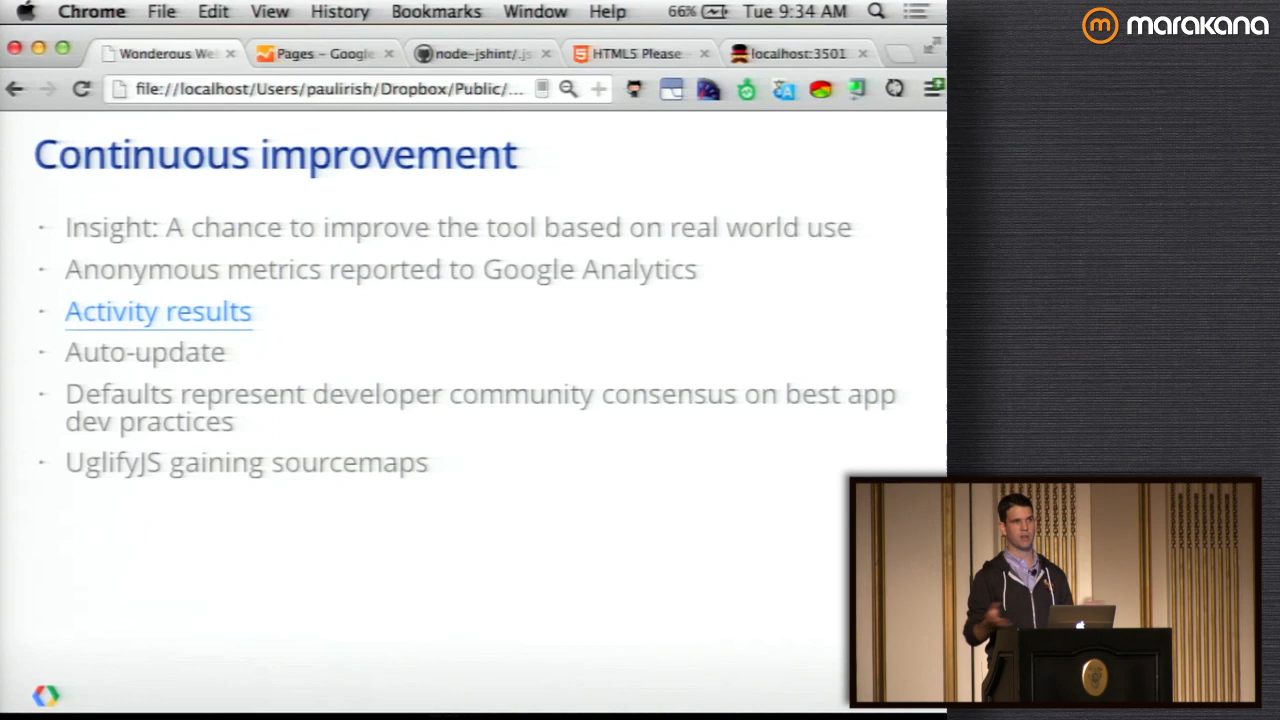 Chrome File Edit View History Bookmarks Window Help 66% Tue 9:34 AM
marakana
Wonderous We Pages - Google node-jshint/.js HTML5 Please localhost:3501
file://localhost/Users/paulirish/Dropbox/Public/...
Continuous improvement
· Insight: A chance to improve the tool based on real world use
· Anonymous metrics reported to Google Analytics
· Activity results
· Auto-update
· Defaults represent developer community consensus on best app
dev practices
· UglifyJS gaining sourcemaps